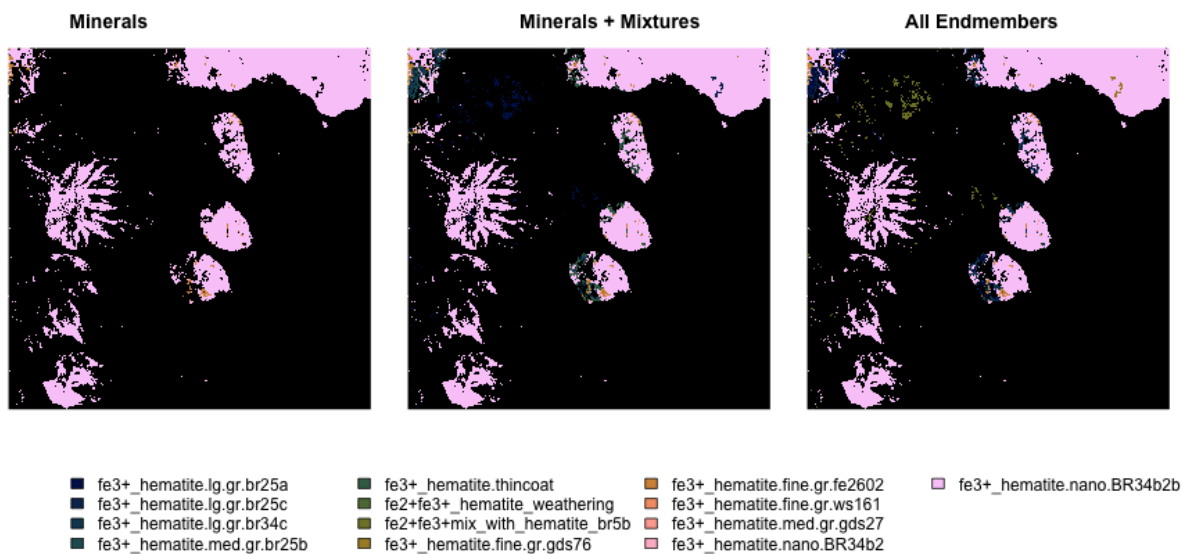 Minerals
Minerals + Mixtures
All Endmembers
fe3+_hematite.lg.gr.br25a
fe3+_hematite.lg.gr.br25c
fe3+_hematite.lg.gr.br34c
fe3+_hematite.med.gr.br25b
fe3+_hematite.thincoat
fe2+fe3+_hematite_weathering
fe2+fe3+mix_with_hematite_br5b
fe3+_hematite.fine.gr.gds76
fe3+_hematite.fine.gr.fe2602
fe3+_hematite.fine.gr.ws161
fe3+_hematite.med.gr.gds27
fe3+_hematite.nano.BR34b2
fe3+_hematite.nano.BR34b2b